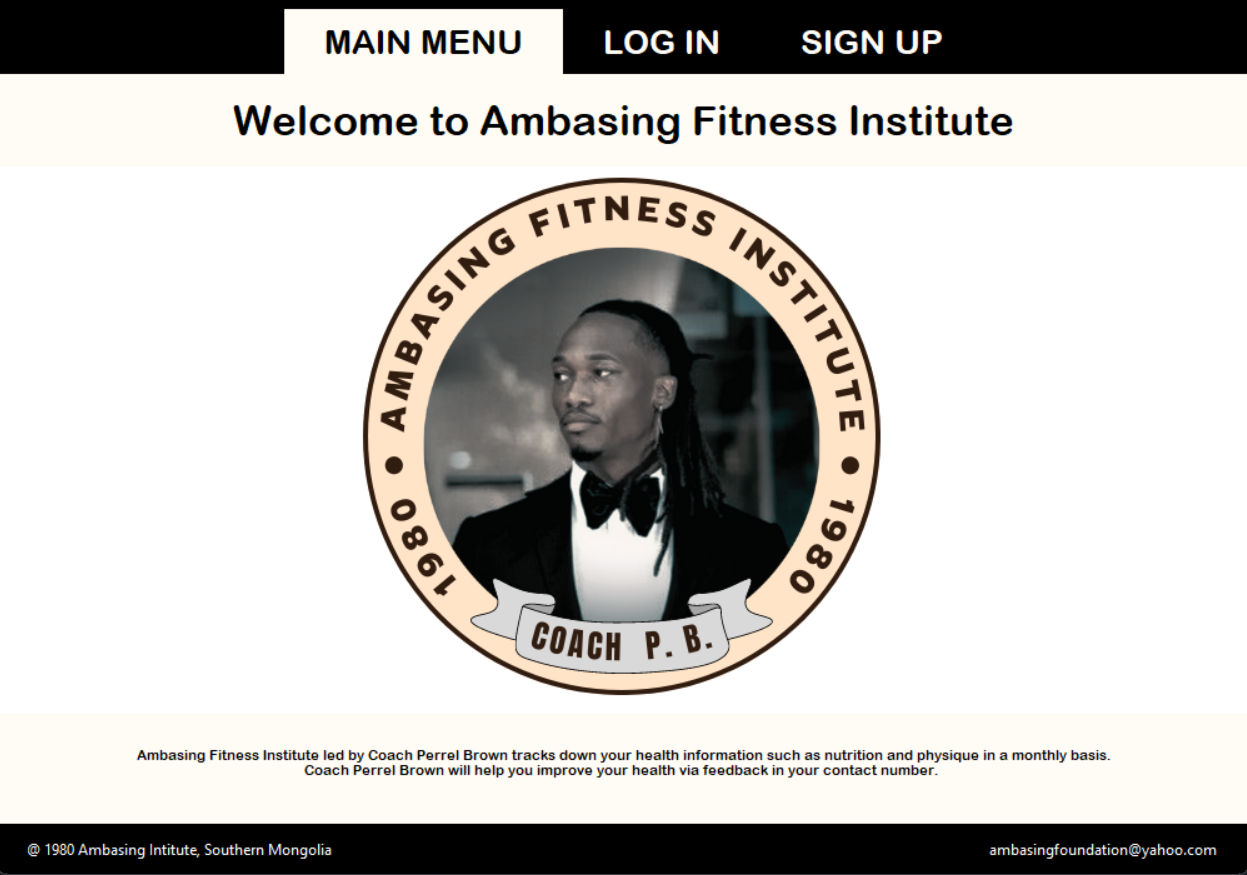 MAIN MENU LOG IN SIGN UP
Welcome to Ambasing Fitness Institute
AMBASING FITNESS INSTITUTE
1980 1980
COACH P. B.
Ambasing Fitness Institute led by Coach Perrel Brown tracks down your health information such as nutrition and physique in a monthly basis.
Coach Perrel Brown will help you improve your health via feedback in your contact number.
@ 1980 Ambasing Intitute, Southern Mongolia ambasingfoundation@yahoo.com